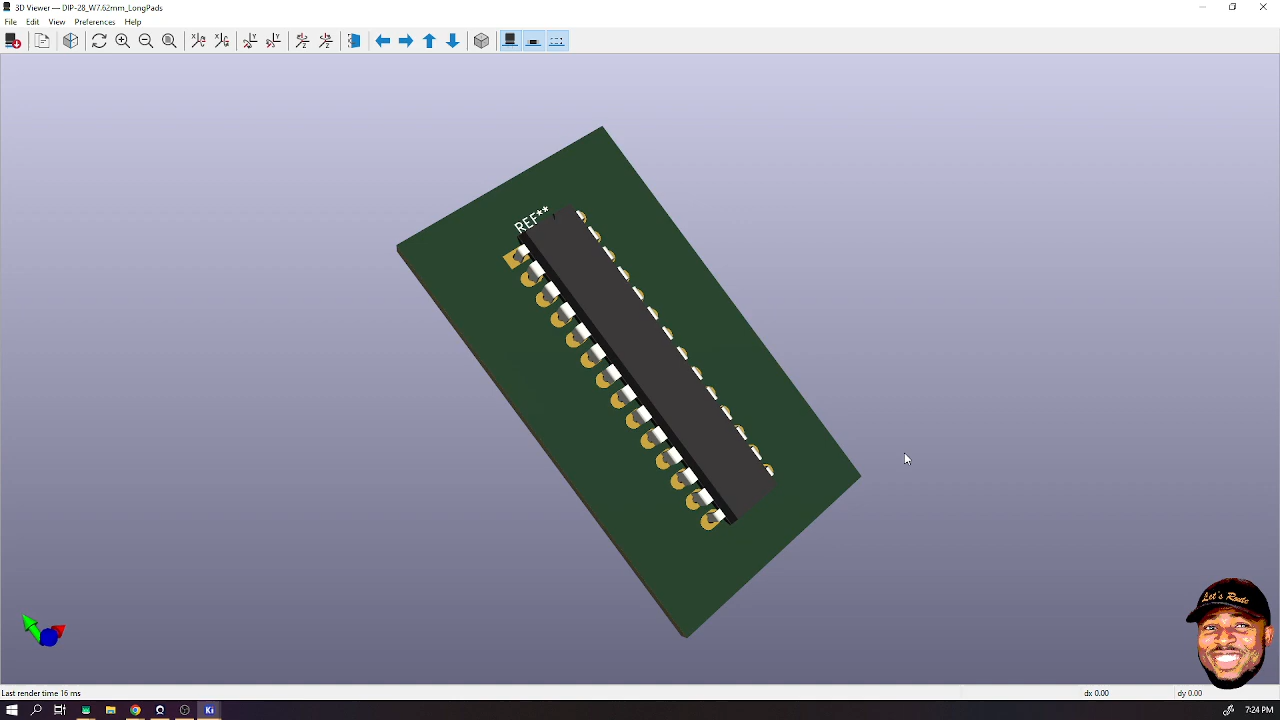 3D Viewer — DIP-28_W7.62mm_LongPads
File Edit View Preferences Help
REF**
Let's Route
Last render time 16 ms
dx 0.00
dy 0.00
Ki
7:24 PM